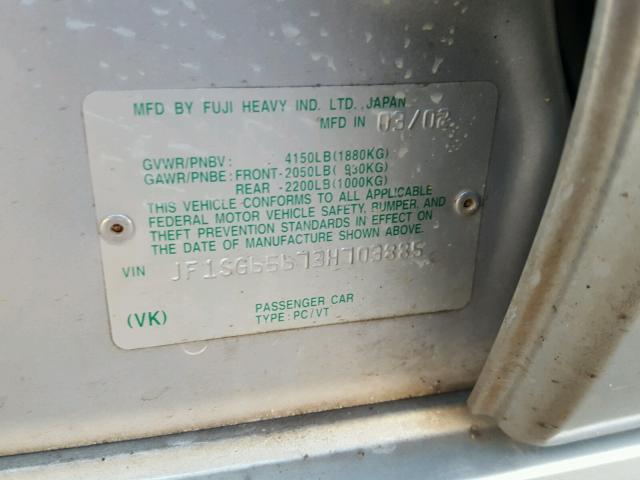 MFD BY FUJI HEAVY IND. LTD., JAPAN
MFD IN 03/02
GVWR/PNBV : 4150LB(1880KG)
GAWR/PNBE : FRONT-2050LB( 930KG)
REAR -2200LB(1000KG)
THIS VEHICLE CONFORMS TO ALL APPLICABLE
FEDERAL MOTOR VEHICLE SAFETY, BUMPER, AND
THEFT PREVENTION STANDARDS IN EFFECT ON
THE DATE OF MANUFACTURE SHOWN ABOVE.
VIN JF1SG65673H703885
PASSENGER CAR
(VK) TYPE : PC/VT